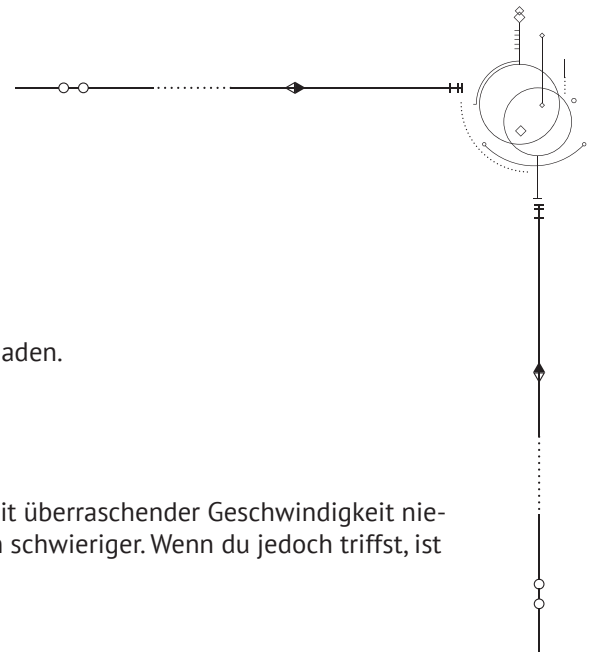 aden.
it überraschender Geschwindigkeit nie-
schwieriger. Wenn du jedoch triffst, ist